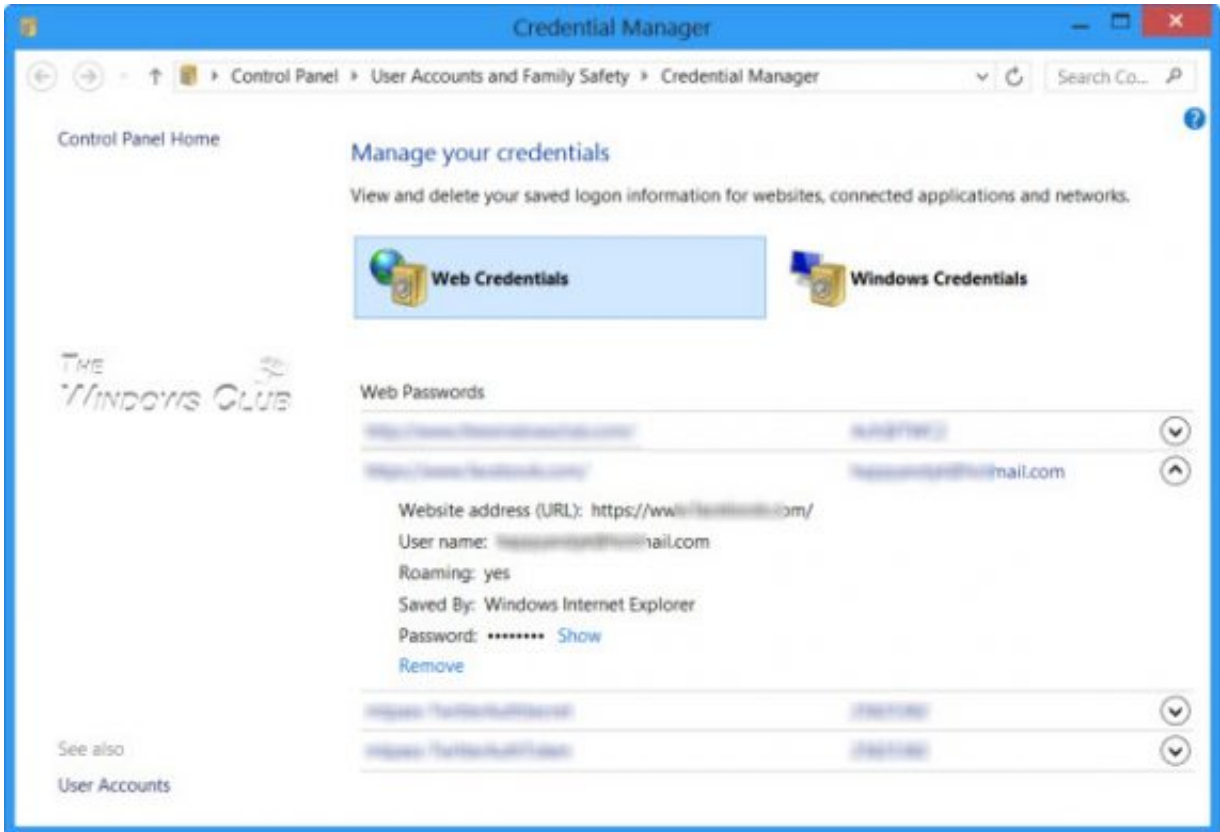 Credential Manager
Control Panel User Accounts and Family Safety Credential Manager Search Co...
Control Panel Home
Manage your credentials
View and delete your saved logon information for websites, connected applications and networks.
Web Credentials Windows Credentials
THE
WINDOWS CLUB
Web Passwords
mail.com
Website address (URL): https://ww om/
User name: ail.com
Roaming: yes
Saved By: Windows Internet Explorer
Password: •••••••• Show
Remove
See also
User Accounts